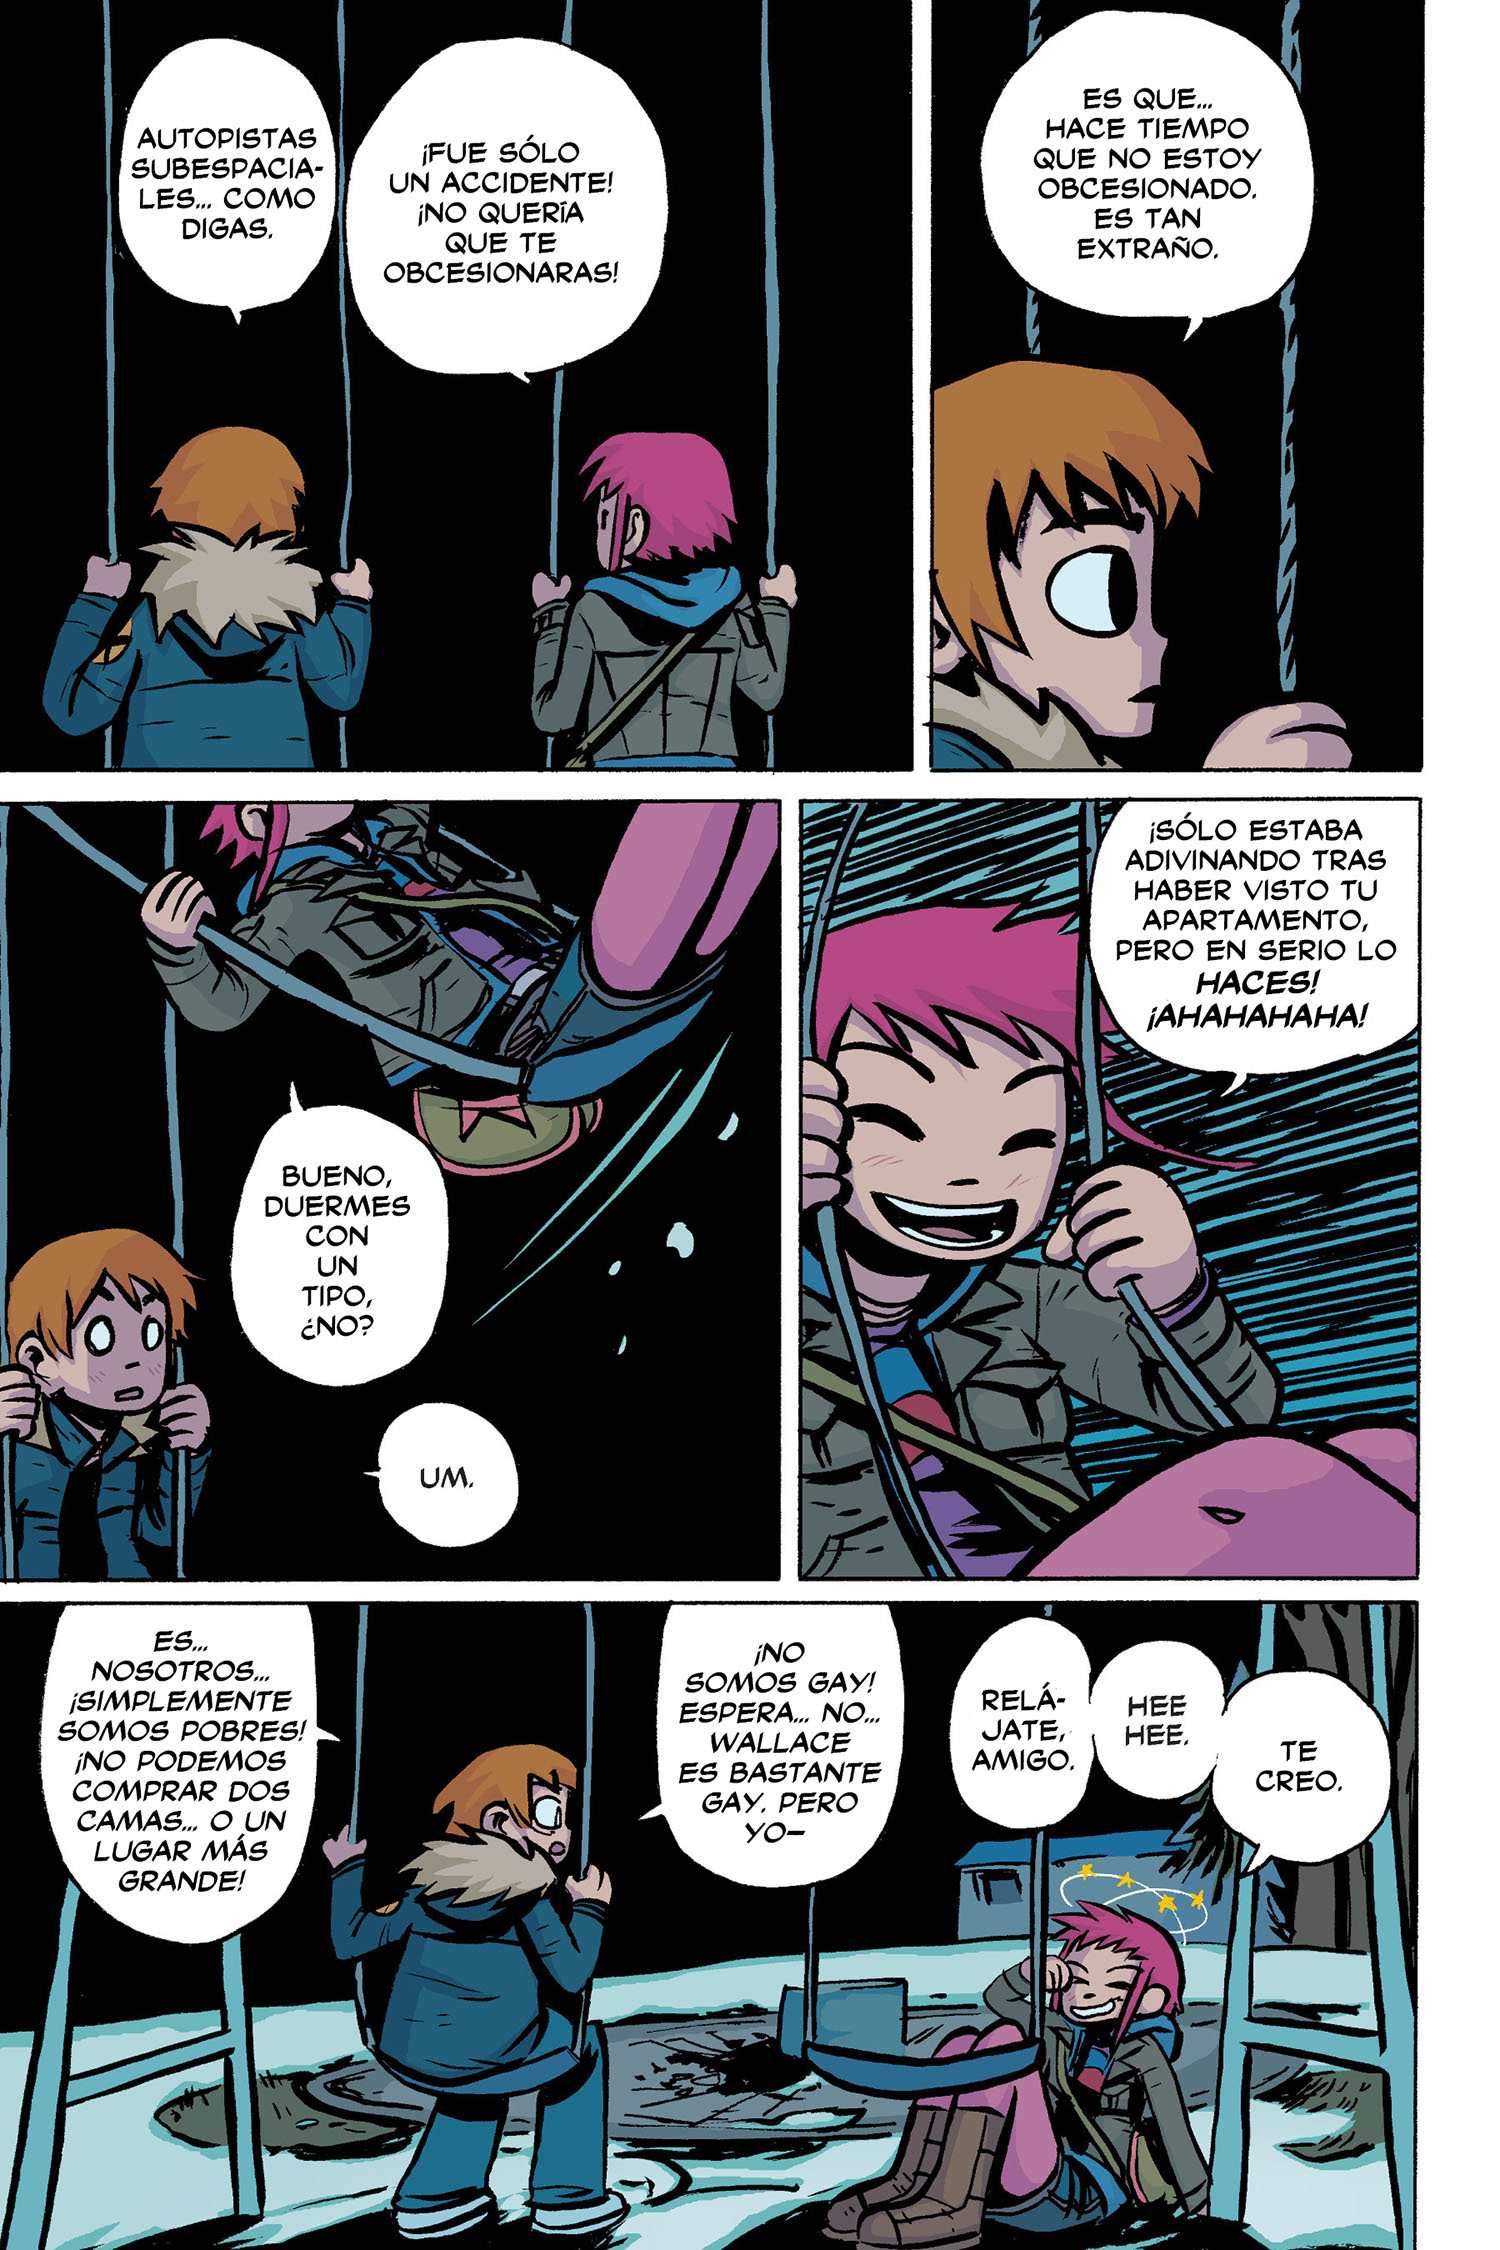 AUTOPISTAS
SUBESPACIA-
LES... COMO
DIGAS.
¡FUE SÓLO
UN ACCIDENTE!
¡NO QUERÍA
QUE TE
OBCESIONARAS!
ES QUE...
HACE TIEMPO
QUE NO ESTOY
OBCESIONADO.
ES TAN
EXTRAÑO.
BUENO,
DUERMES
CON
UN
TIPO,
¿NO?
UM.
¡SÓLO ESTABA
ADIVINANDO TRAS
HABER VISTO TU
APARTAMENTO,
PERO EN SERIO LO
HACES!
¡AHAHAHAHA!
ES...
NOSOTROS...
¡SIMPLEMENTE
SOMOS POBRES!
¡NO PODEMOS
COMPRAR DOS
CAMAS... O UN
LUGAR MÁS
GRANDE!
¡NO
SOMOS GAY!
ESPERA... NO...
WALLACE
ES BASTANTE
GAY. PERO
YO—
RELÁ-
JATE,
AMIGO.
HEE
HEE.
TE
CREO.